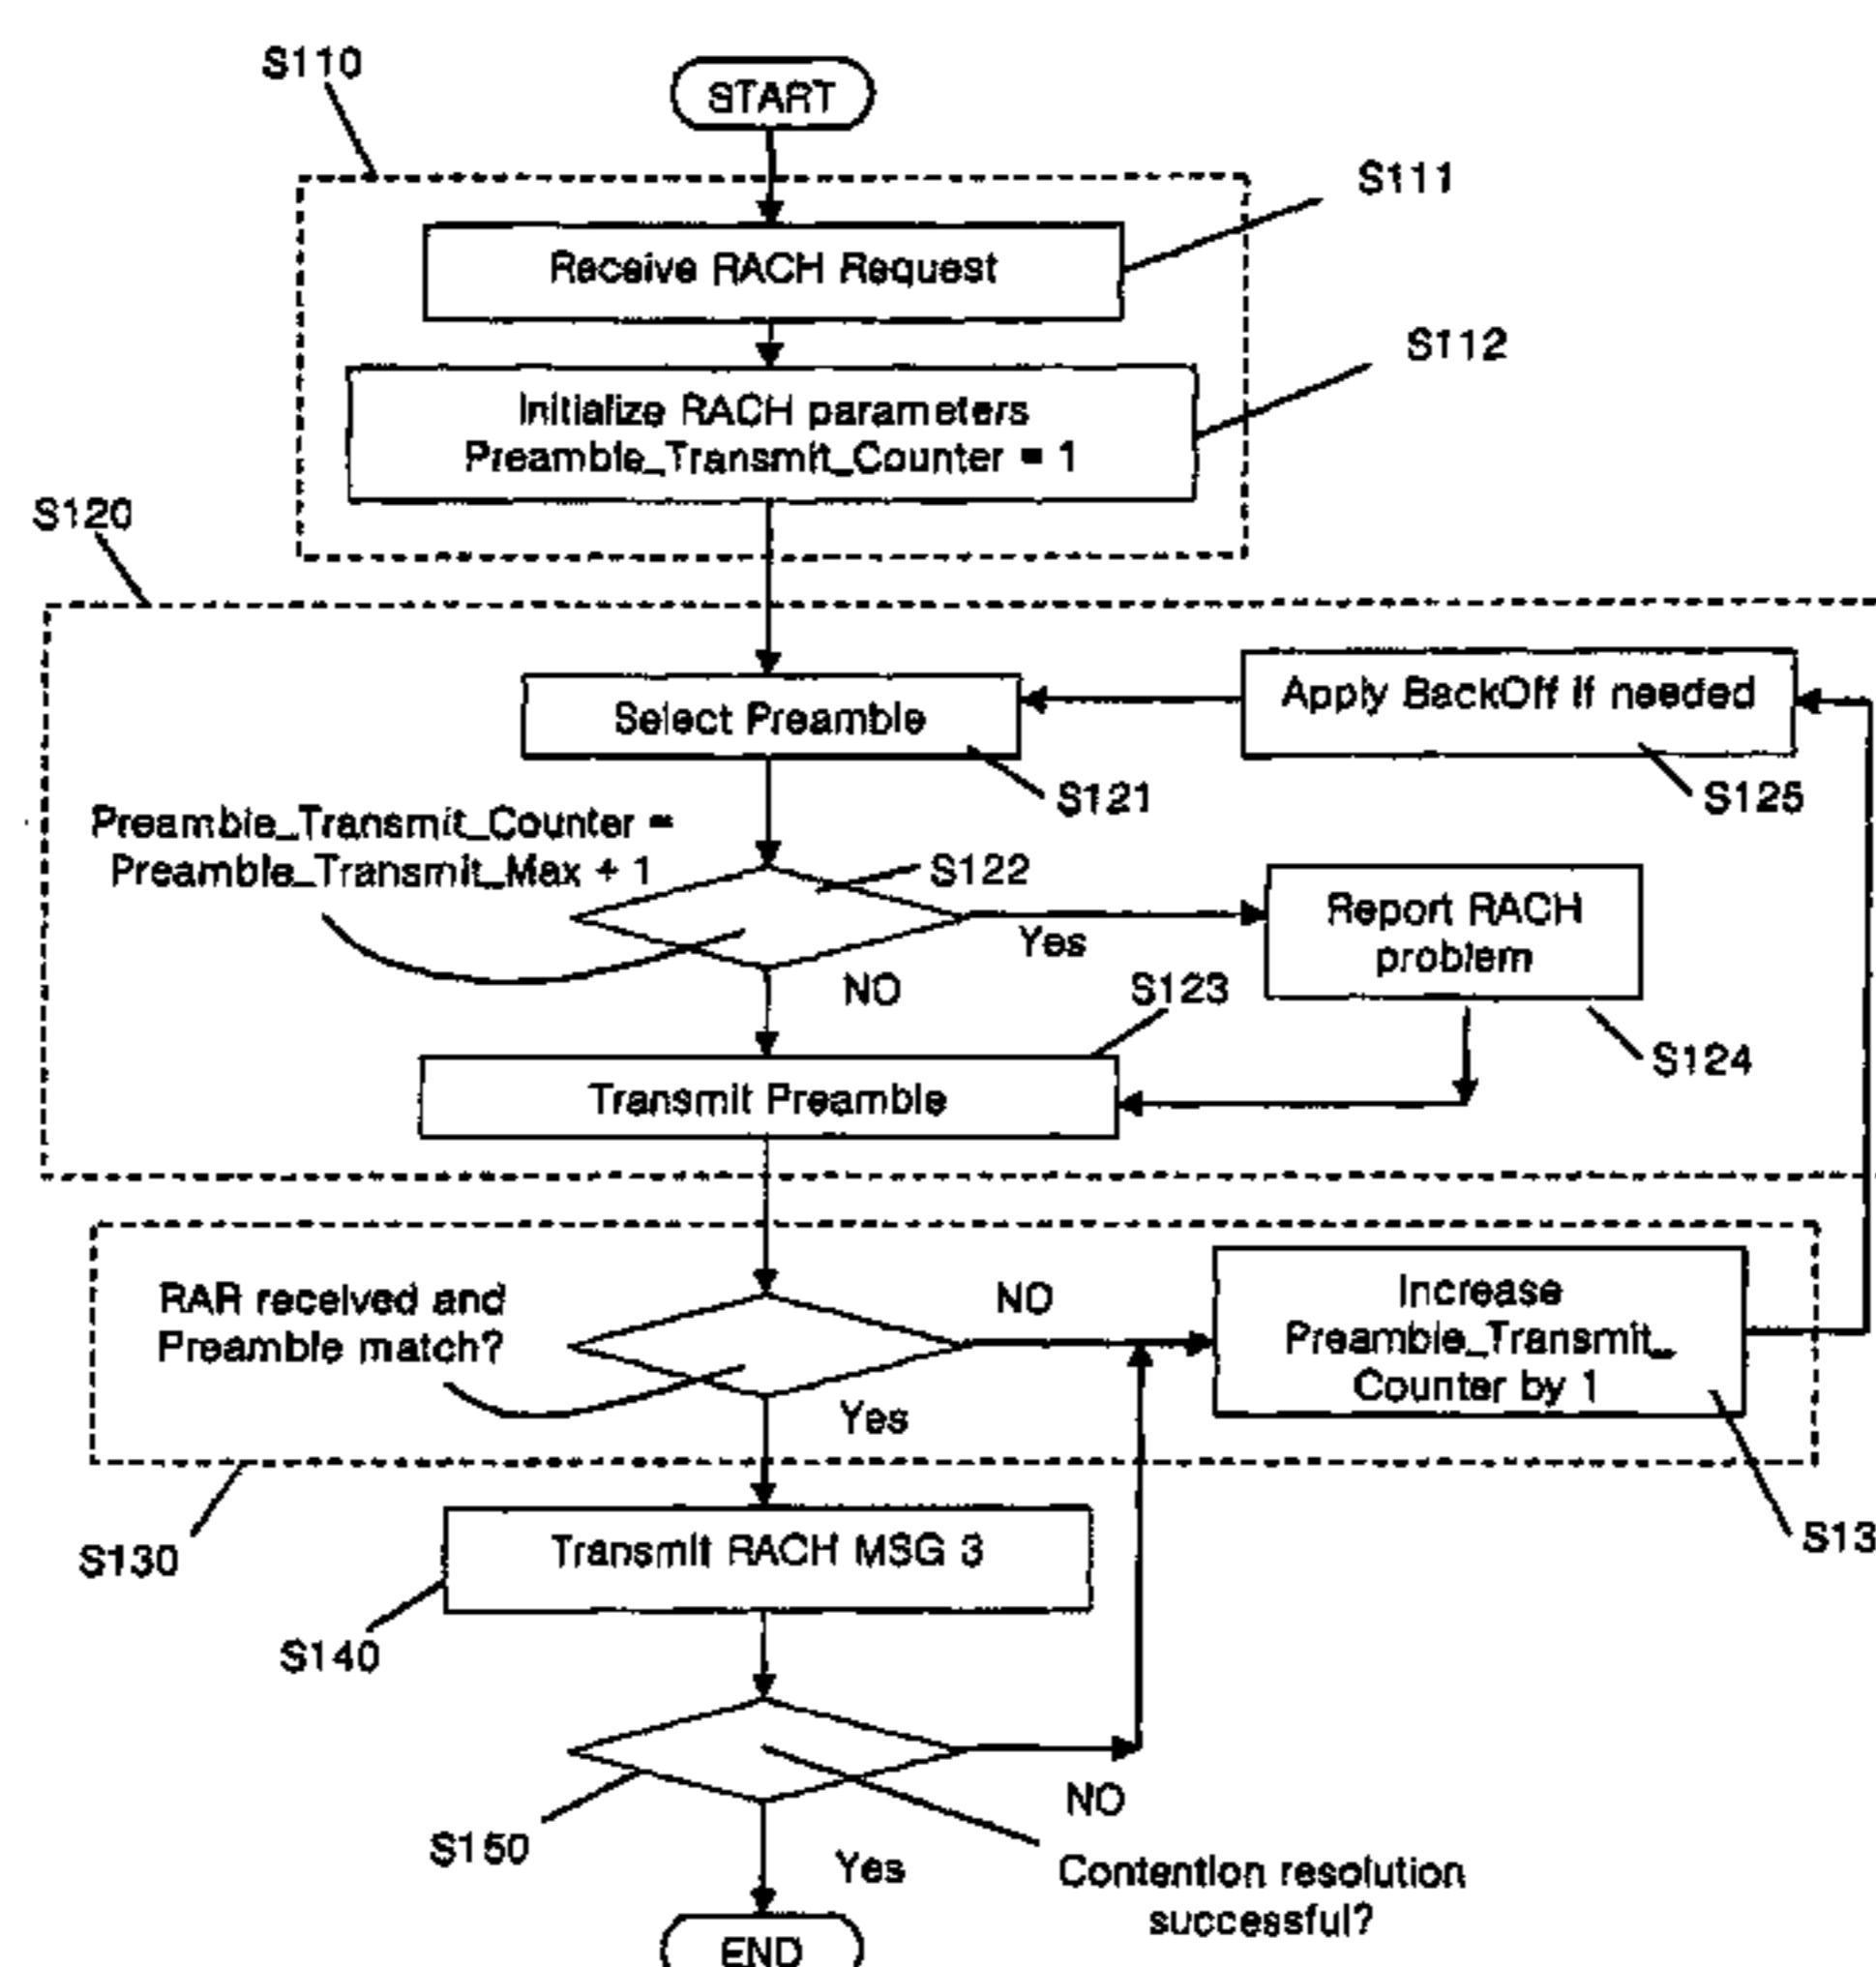 S110
START
S111
Receive RACH Request
S112
Initialize RACH parameters
Preamble_Transmit_Counter = 1
S120
Select Preamble
Apply BackOff if needed
S121
S125
Preamble_Transmit_Counter =
Preamble_Transmit_Max + 1
S122
Report RACH
problem
Yes
NO
S123
S124
Transmit Preamble
RAR received and
Preamble match?
NO
Increase
Preamble_Transmit_
Counter by 1
Yes
S130
S13
Transmit RACH MSG 3
S140
S150
NO
Yes
Contention resolution
successful?
END